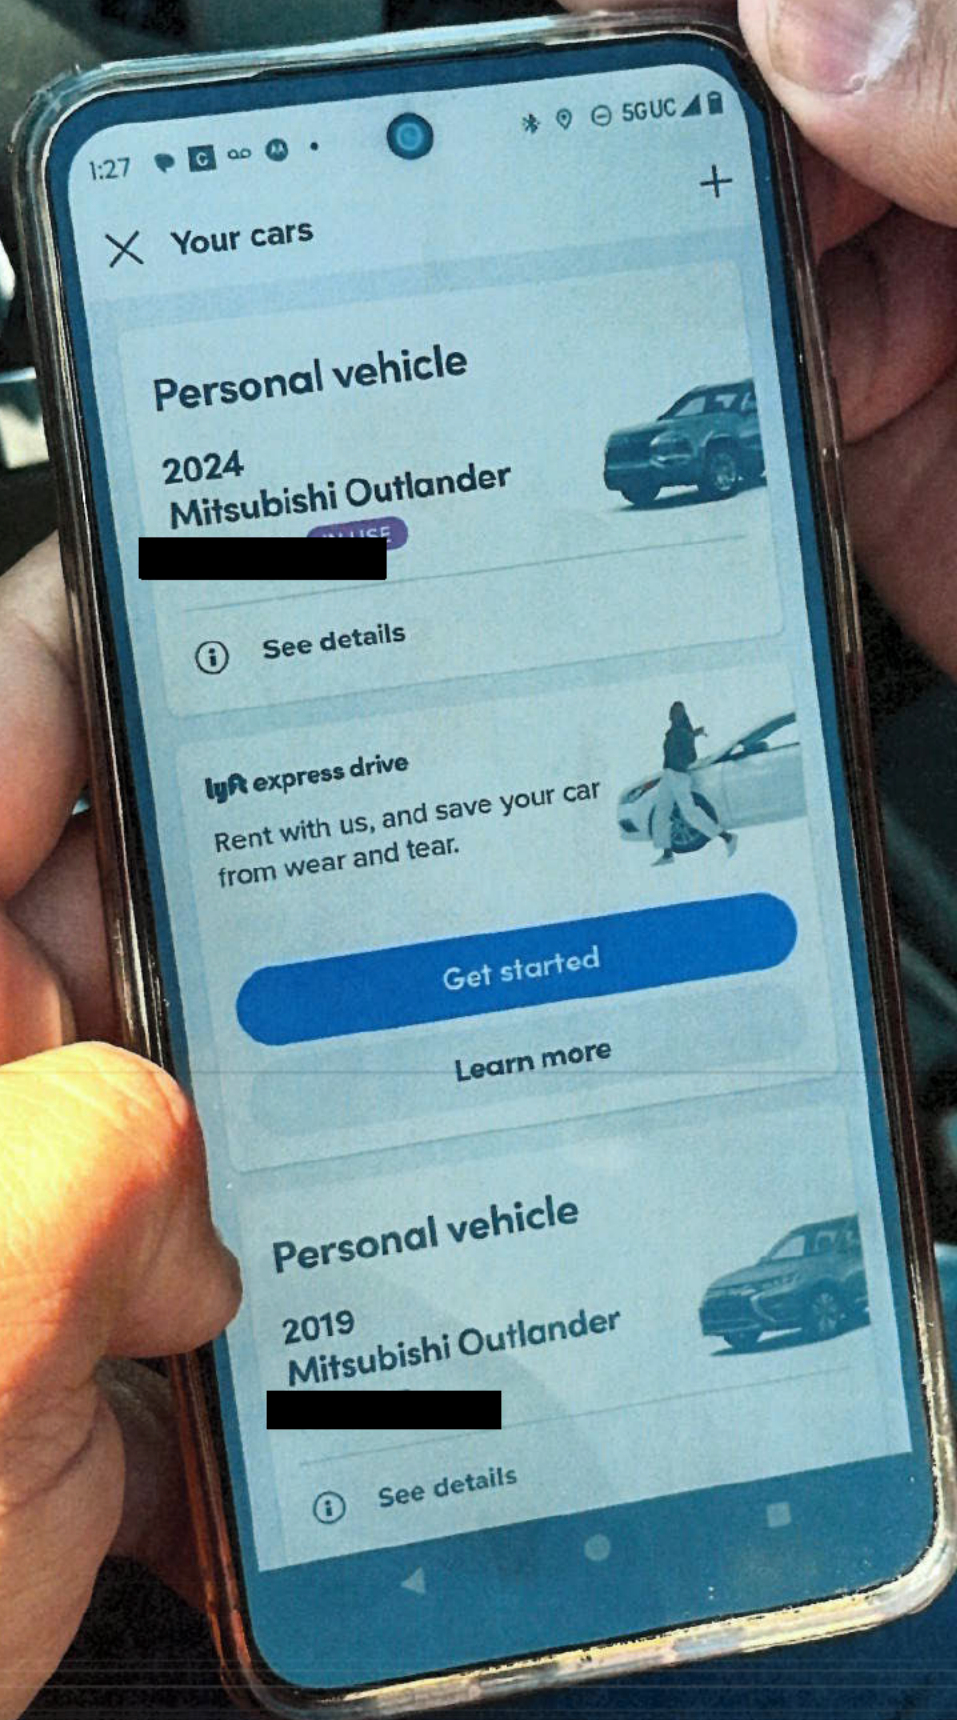 1:27 5GUC
Your cars
Personal vehicle
2024
Mitsubishi Outlander
See details
lyft express drive
Rent with us, and save your car
from wear and tear.
Get started
Learn more
Personal vehicle
2019
Mitsubishi Outlander
See details